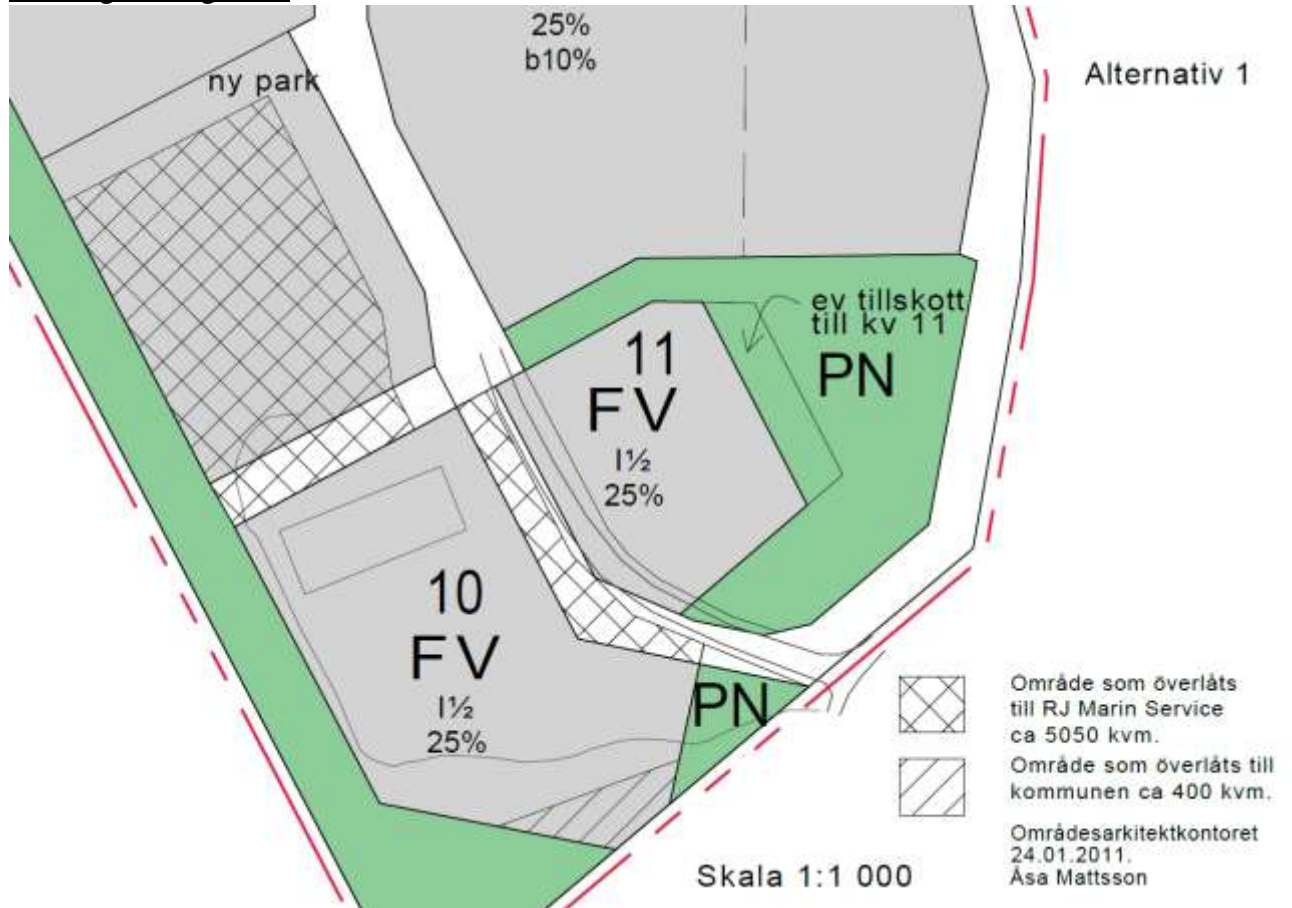 25%
b10%
ny park
Alternativ 1
ev tillskott
till kv 11
PN
11
FV
I½
25%
10
FV
I½
25%
PN
Område som överlåts
till RJ Marin Service
ca 5050 kvm.
Område som överlåts till
kommunen ca 400 kvm.
Områdesarkitektkontoret
24.01.2011.
Åsa Mattsson
Skala 1:1 000